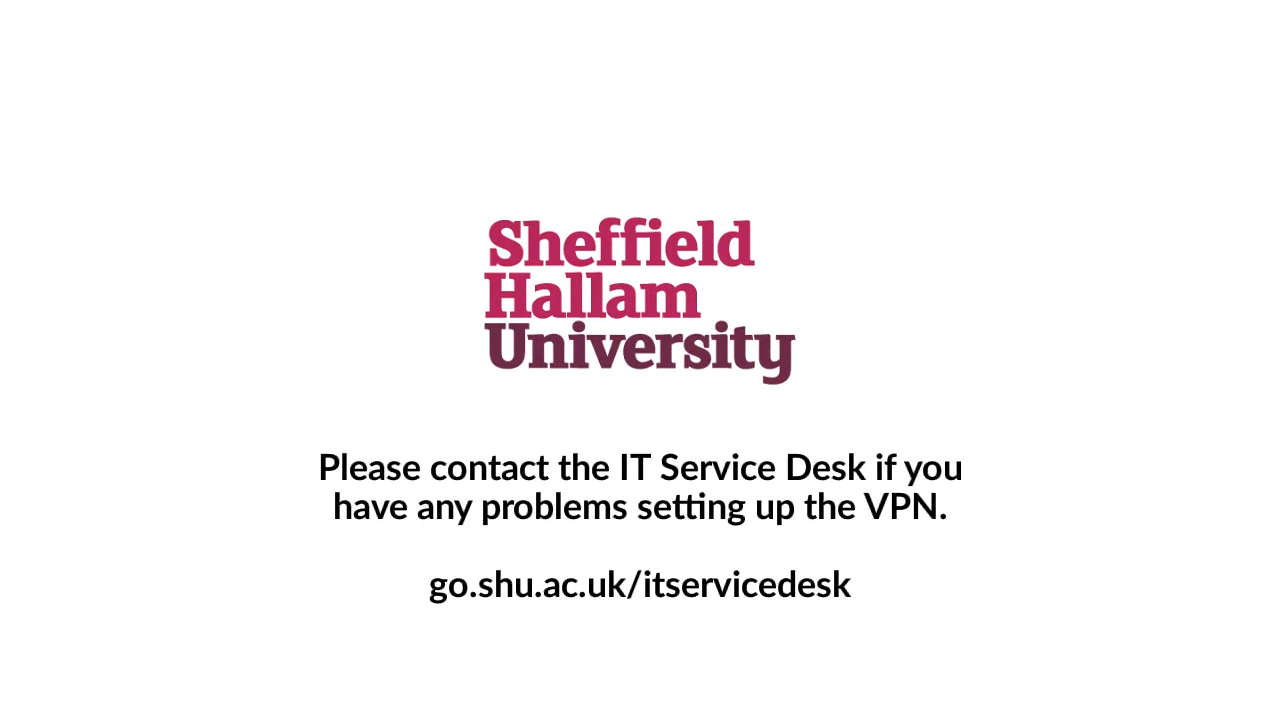 Sheffield
Hallam
University
Please contact the IT Service Desk if you
have any problems setting up the VPN.
go.shu.ac.uk/itservicedesk